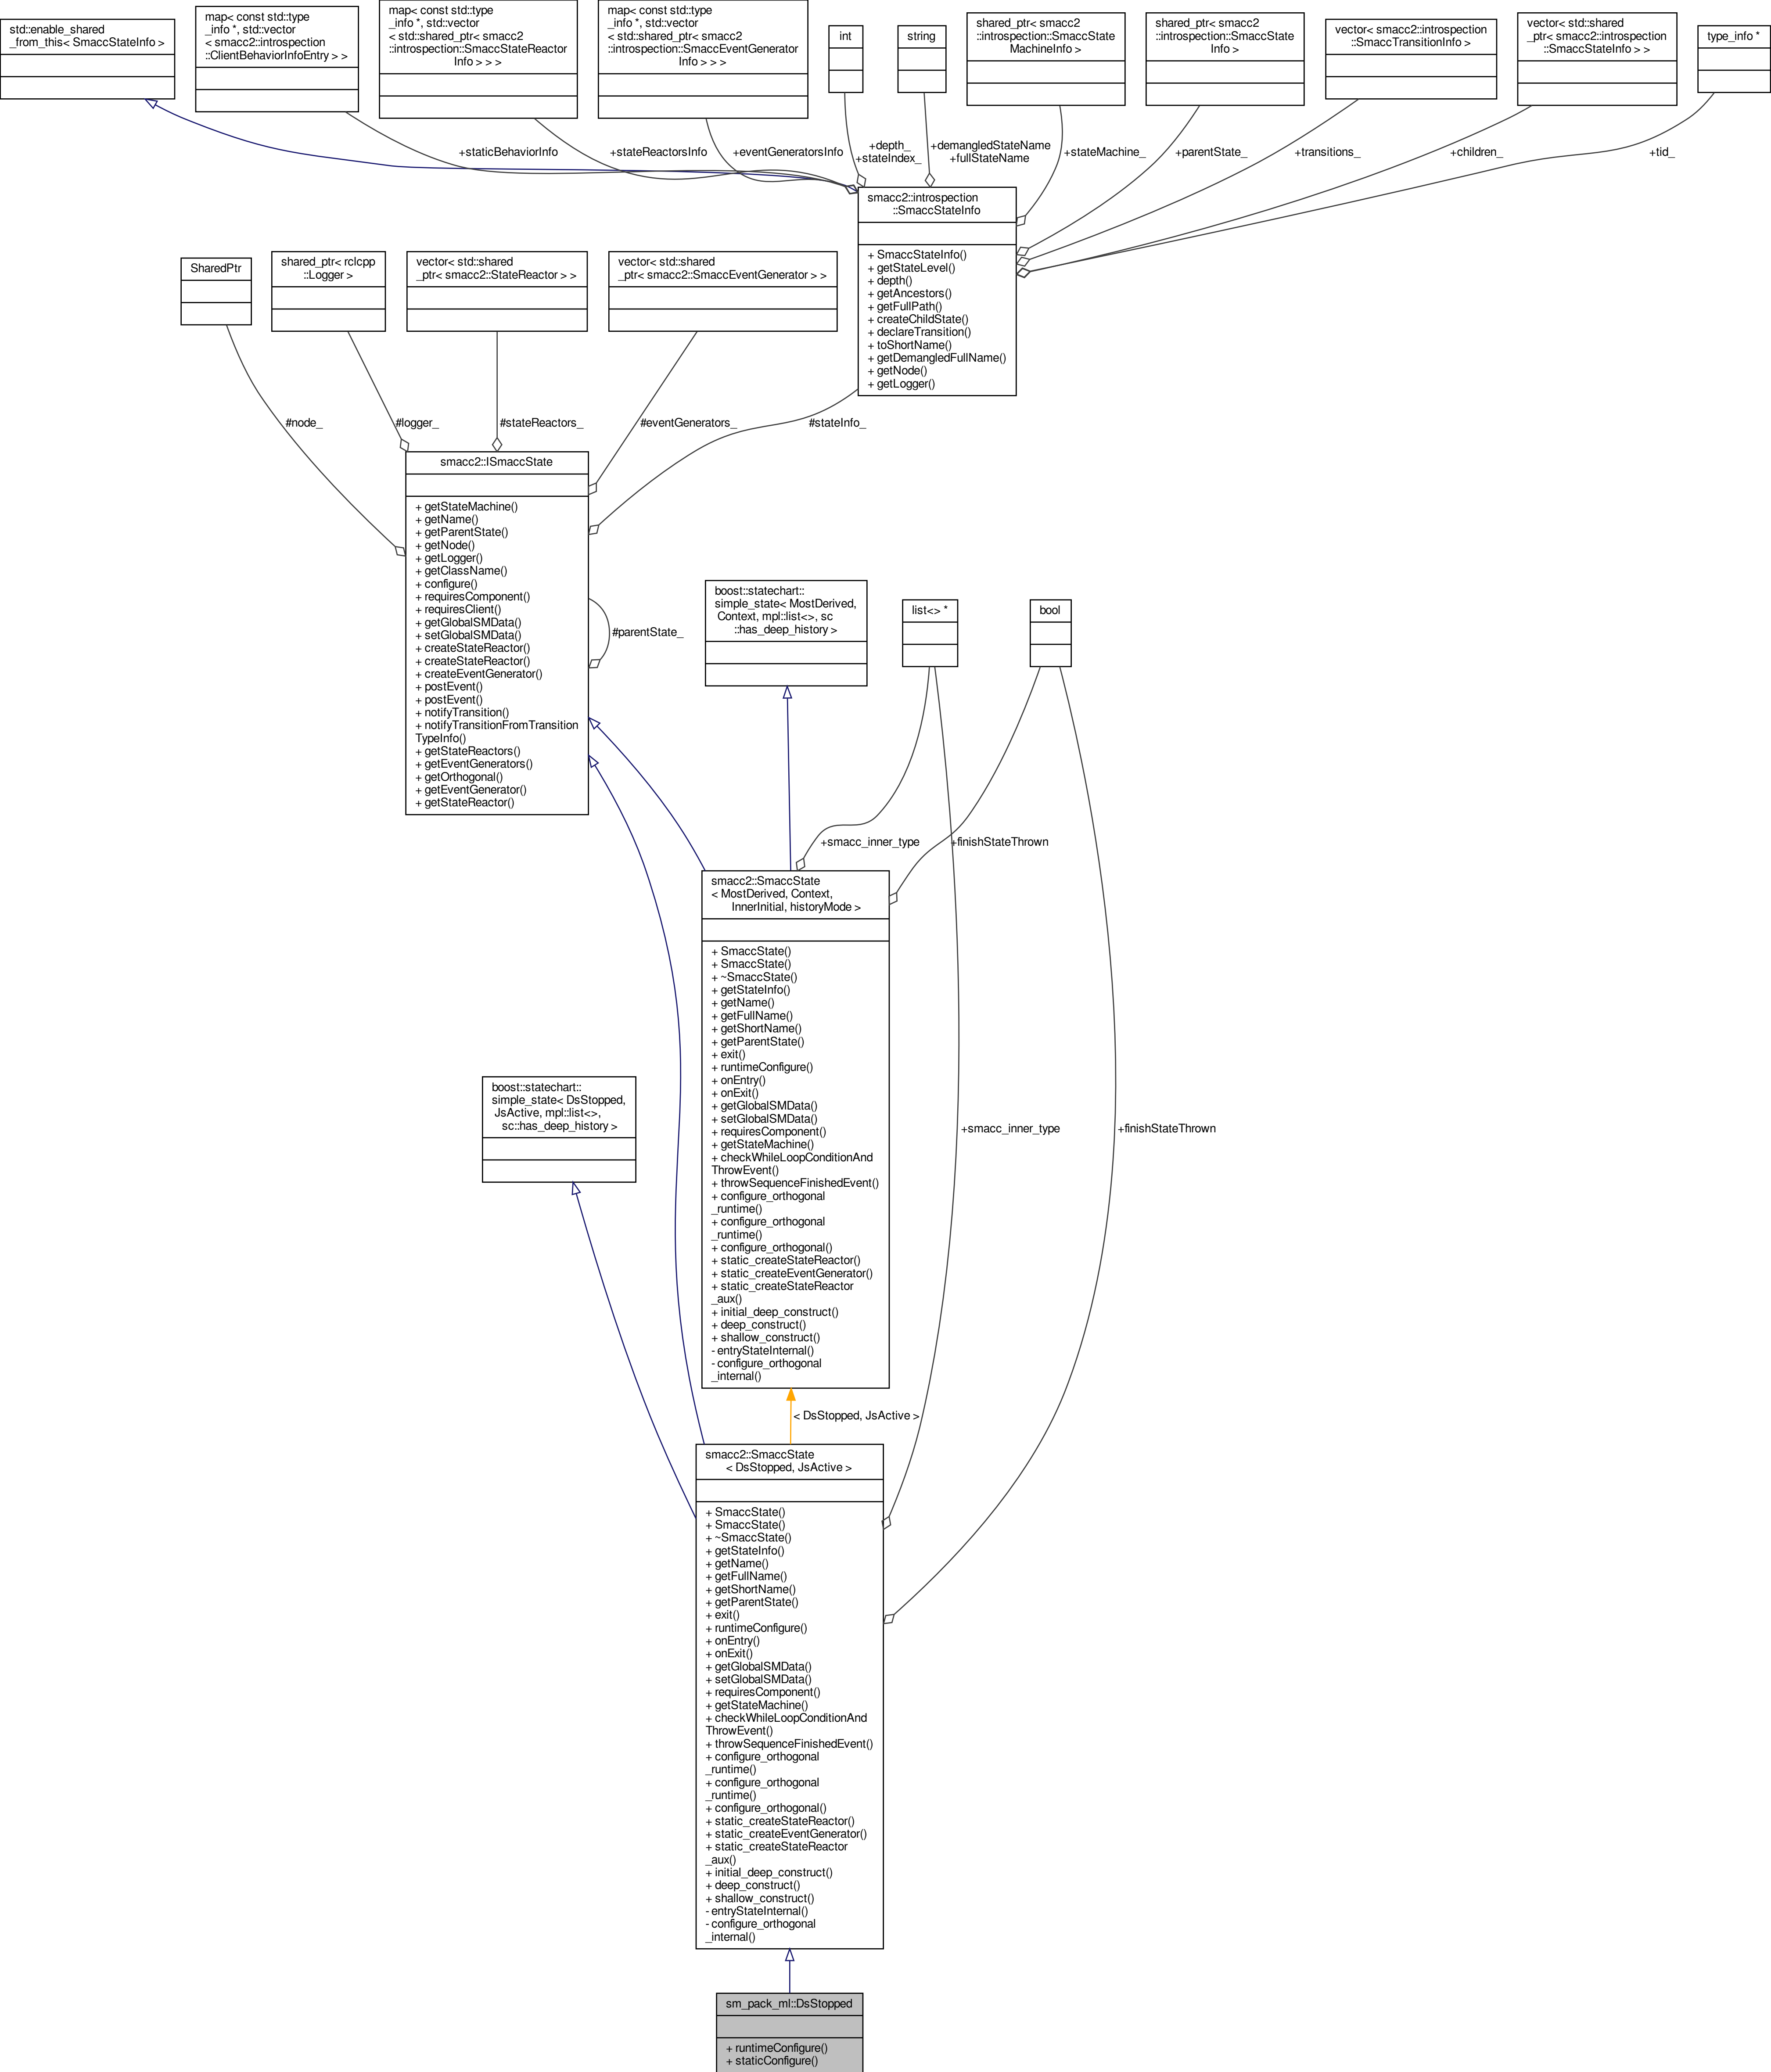 std::enable_shared
_from_this< SmaccStateInfo >
map< const std::type
_info *, std::vector
< smacc2::introspection
::ClientBehaviorInfoEntry > >
map< const std::type
_info *, std::vector
< std::shared_ptr< smacc2
::introspection::SmaccStateReactor
Info > > >
map< const std::type
_info *, std::vector
< std::shared_ptr< smacc2
::introspection::SmaccEventGenerator
Info > > >
int
string
shared_ptr< smacc2
::introspection::SmaccState
MachineInfo >
shared_ptr< smacc2
::introspection::SmaccState
Info >
vector< smacc2::introspection
::SmaccTransitionInfo >
vector< std::shared
_ptr< smacc2::introspection
::SmaccStateInfo > >
type_info *
+staticBehaviorInfo
+stateReactorsInfo
+eventGeneratorsInfo
+depth_
+stateIndex_
+demangledStateName
+fullStateName
+stateMachine_
+parentState_
+transitions_
+children_
+tid_
smacc2::introspection
::SmaccStateInfo
+ SmaccStateInfo()
+ getStateLevel()
+ depth()
+ getAncestors()
+ getFullPath()
+ createChildState()
+ declareTransition()
+ toShortName()
+ getDemangledFullName()
+ getNode()
+ getLogger()
SharedPtr
shared_ptr< rclcpp
::Logger >
vector< std::shared
_ptr< smacc2::StateReactor > >
vector< std::shared
_ptr< smacc2::SmaccEventGenerator > >
#node_
#logger_
#stateReactors_
#eventGenerators_
#stateInfo_
smacc2::ISmaccState
+ getStateMachine()
+ getName()
+ getParentState()
+ getNode()
+ getLogger()
+ getClassName()
+ configure()
+ requiresComponent()
+ requiresClient()
+ getGlobalSMData()
+ setGlobalSMData()
+ createStateReactor()
+ createStateReactor()
+ createEventGenerator()
+ postEvent()
+ postEvent()
+ notifyTransition()
+ notifyTransitionFromTransition
TypeInfo()
+ getStateReactors()
+ getEventGenerators()
+ getOrthogonal()
+ getEventGenerator()
+ getStateReactor()
#parentState_
boost::statechart::
simple_state< MostDerived,
Context, mpl::list<>, sc
::has_deep_history >
list<> *
bool
+smacc_inner_type
+finishStateThrown
smacc2::SmaccState
< MostDerived, Context,
InnerInitial, historyMode >
+ SmaccState()
+ SmaccState()
+ ~SmaccState()
+ getStateInfo()
+ getName()
+ getFullName()
+ getShortName()
+ getParentState()
+ exit()
+ runtimeConfigure()
+ onEntry()
+ onExit()
+ getGlobalSMData()
+ setGlobalSMData()
+ requiresComponent()
+ getStateMachine()
+ checkWhileLoopConditionAnd
ThrowEvent()
+ throwSequenceFinishedEvent()
+ configure_orthogonal
_runtime()
+ configure_orthogonal
_runtime()
+ configure_orthogonal()
+ static_createStateReactor()
+ static_createEventGenerator()
+ static_createStateReactor
_aux()
+ initial_deep_construct()
+ deep_construct()
+ shallow_construct()
- entryStateInternal()
- configure_orthogonal
_internal()
boost::statechart::
simple_state< DsStopped,
JsActive, mpl::list<>,
sc::has_deep_history >
+smacc_inner_type
+finishStateThrown
< DsStopped, JsActive >
smacc2::SmaccState
< DsStopped, JsActive >
+ SmaccState()
+ SmaccState()
+ ~SmaccState()
+ getStateInfo()
+ getName()
+ getFullName()
+ getShortName()
+ getParentState()
+ exit()
+ runtimeConfigure()
+ onEntry()
+ onExit()
+ getGlobalSMData()
+ setGlobalSMData()
+ requiresComponent()
+ getStateMachine()
+ checkWhileLoopConditionAnd
ThrowEvent()
+ throwSequenceFinishedEvent()
+ configure_orthogonal
_runtime()
+ configure_orthogonal
_runtime()
+ configure_orthogonal()
+ static_createStateReactor()
+ static_createEventGenerator()
+ static_createStateReactor
_aux()
+ initial_deep_construct()
+ deep_construct()
+ shallow_construct()
- entryStateInternal()
- configure_orthogonal
_internal()
sm_pack_ml::DsStopped
+ runtimeConfigure()
+ staticConfigure()